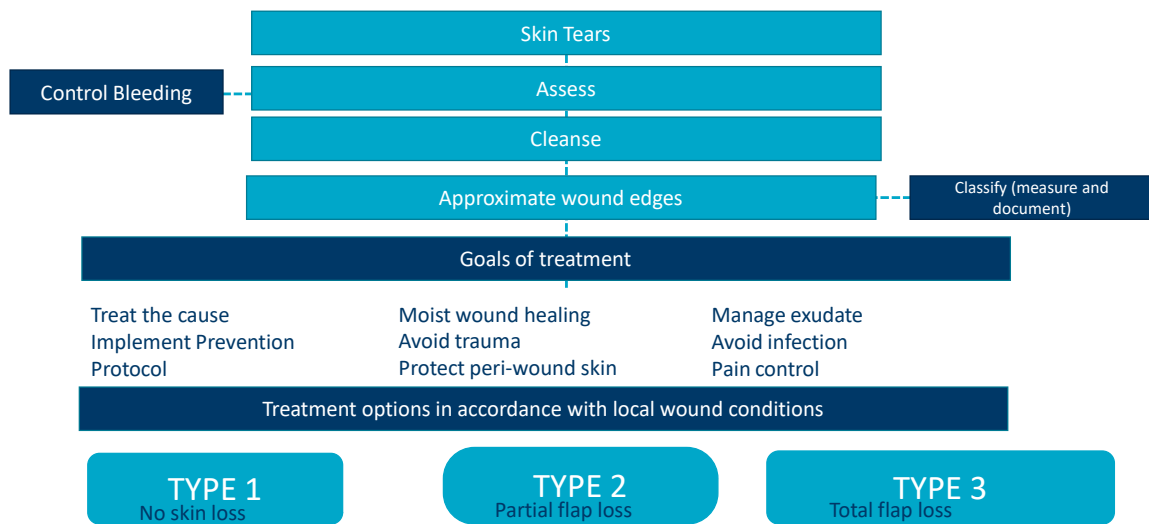 Skin Tears
Control Bleeding
Assess
Cleanse
Approximate wound edges
Classify (measure and
document)
Goals of treatment
Treat the cause
Implement Prevention
Protocol
Moist wound healing
Avoid trauma
Protect peri-wound skin
Manage exudate
Avoid infection
Pain control
Treatment options in accordance with local wound conditions
TYPE 1
No skin loss
TYPE 2
Partial flap loss
TYPE 3
Total flap loss